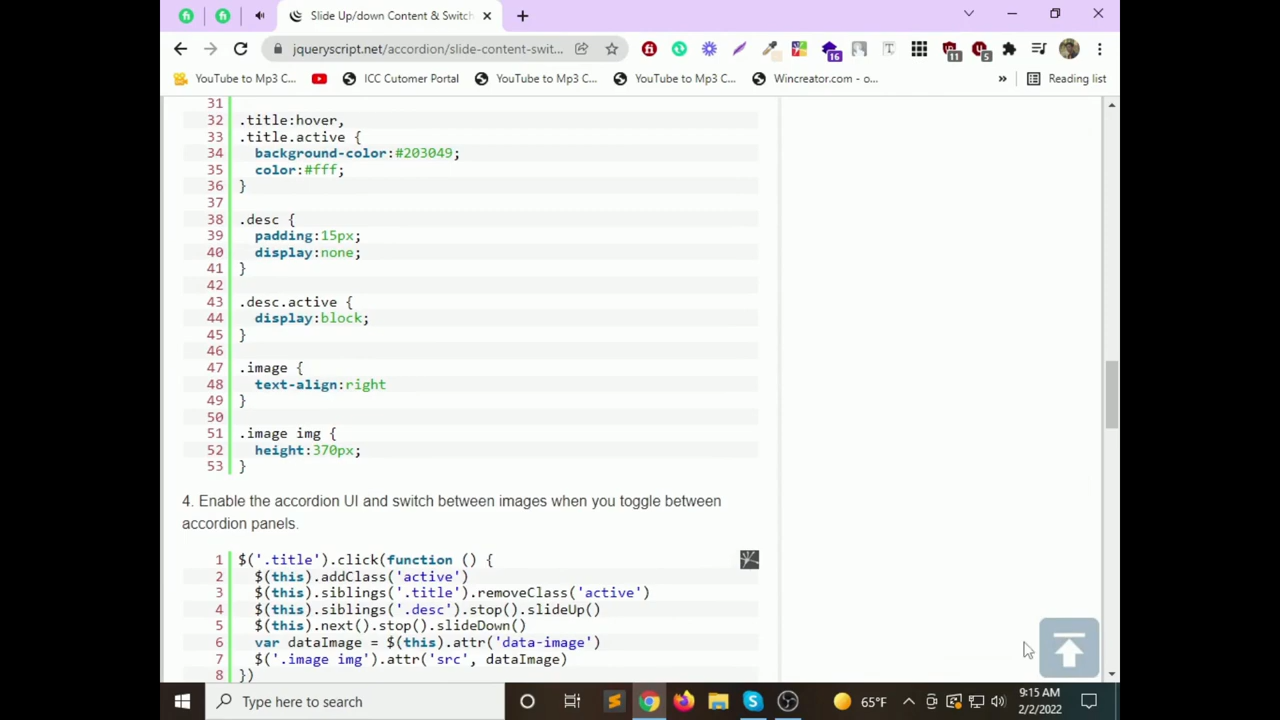 Slide Up/down Content & Switch
jqueryscript.net/accordion/slide-content-swit...
16
11
5
YouTube to Mp3 C...
ICC Cutomer Portal
YouTube to Mp3 C...
YouTube to Mp3 C...
Wincreator.com - o...
»
Reading list
31
32 .title:hover,
33 .title.active {
34 background-color:#203049;
35 color:#fff;
36 }
37
38 .desc {
39 padding:15px;
40 display:none;
41 }
42
43 .desc.active {
44 display:block;
45 }
46
47 .image {
48 text-align:right
49 }
50
51 .image img {
52 height:370px;
53 }
4. Enable the accordion UI and switch between images when you toggle between
accordion panels.
1 $('.title').click(function () {
2 $(this).addClass('active')
3 $(this).siblings('.title').removeClass('active')
4 $(this).siblings('.desc').stop().slideUp()
5 $(this).next().stop().slideDown()
6 var dataImage = $(this).attr('data-image')
7 $('.image img').attr('src', dataImage)
8 })
Type here to search
65°F
9:15 AM
2/2/2022